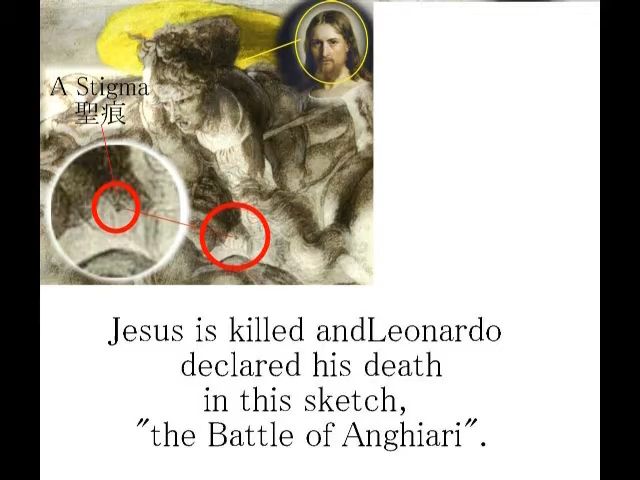 A Stigma
聖痕
Jesus is killed andLeonardo
declared his death
in this sketch,
"the Battle of Anghiari".